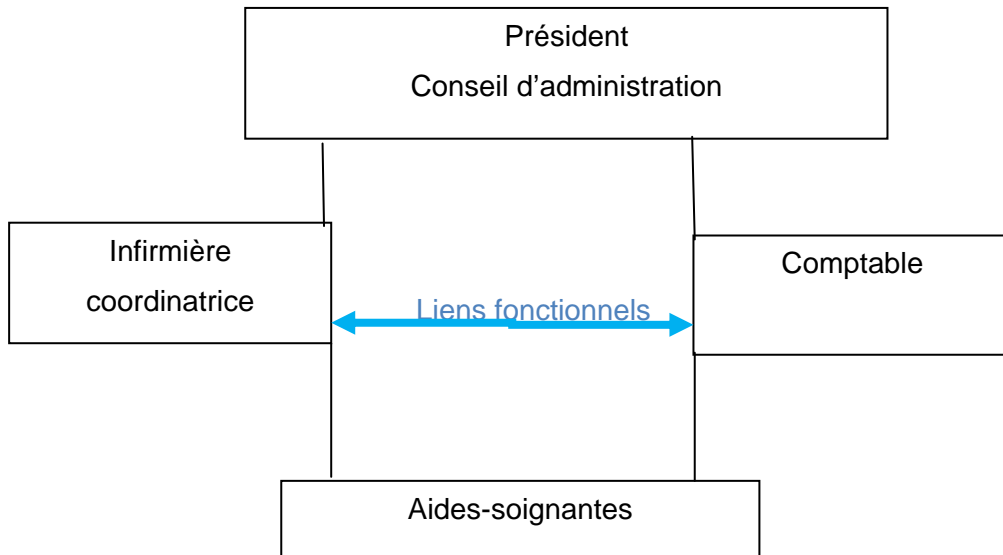 Président
Conseil d’administration
Infirmière
coordinatrice
Comptable
Liens fonctionnels
Aides-soignantes